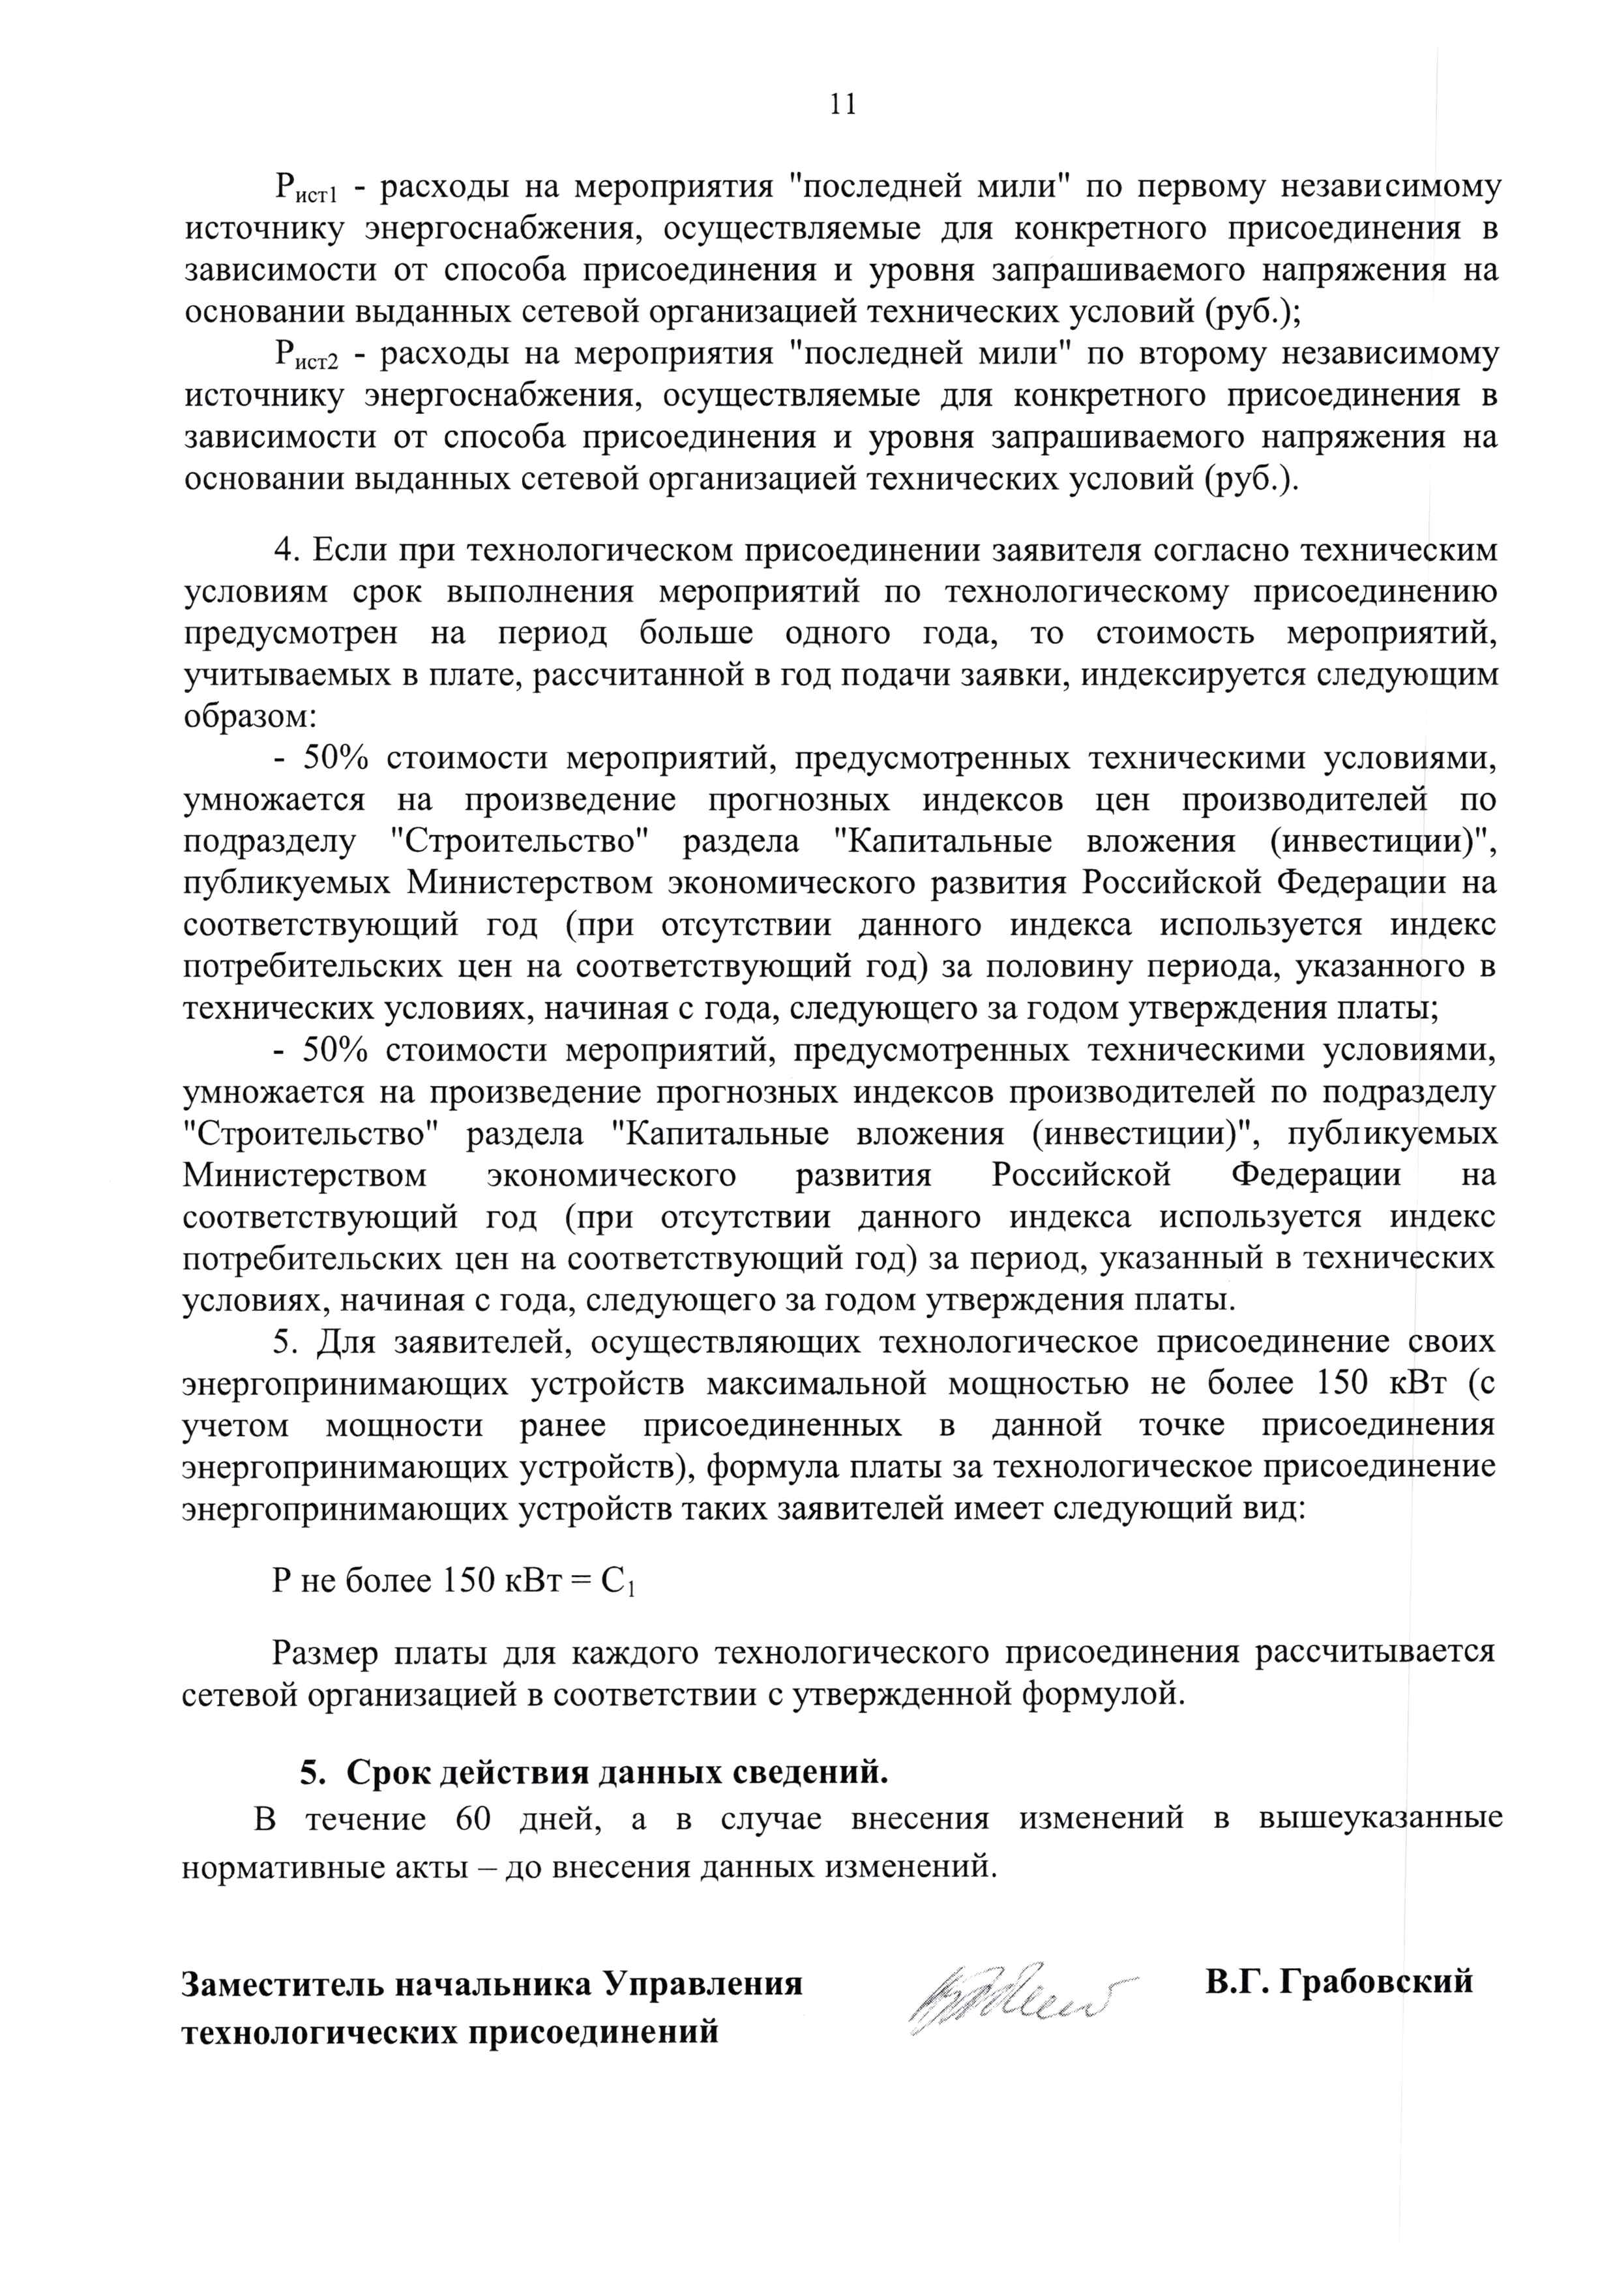 11
Рист1 - расходы на мероприятия "последней мили" по первому независимому
источнику энергоснабжения, осуществляемые для конкретного присоединения в
зависимости от способа присоединения и уровня запрашиваемого напряжения на
основании выданных сетевой организацией технических условий (руб.);
Рист2 - расходы на мероприятия "последней мили" по второму независимому
источнику энергоснабжения, осуществляемые для конкретного присоединения в
зависимости от способа присоединения и уровня запрашиваемого напряжения на
основании выданных сетевой организацией технических условий (руб.).
4. Если при технологическом присоединении заявителя согласно техническим
условиям срок выполнения мероприятий по технологическому присоединению
предусмотрен на период больше одного года, то стоимость мероприятий,
учитываемых в плате, рассчитанной в год подачи заявки, индексируется следующим
образом:
- 50% стоимости мероприятий, предусмотренных техническими условиями,
умножается на произведение прогнозных индексов цен производителей по
подразделу "Строительство" раздела "Капитальные вложения (инвестиции)",
публикуемых Министерством экономического развития Российской Федерации на
соответствующий год (при отсутствии данного индекса используется индекс
потребительских цен на соответствующий год) за половину периода, указанного в
технических условиях, начиная с года, следующего за годом утверждения платы;
- 50% стоимости мероприятий, предусмотренных техническими условиями,
умножается на произведение прогнозных индексов производителей по подразделу
"Строительство" раздела "Капитальные вложения (инвестиции)", публикуемых
Министерством экономического развития Российской Федерации на
соответствующий год (при отсутствии данного индекса используется индекс
потребительских цен на соответствующий год) за период, указанный в технических
условиях, начиная с года, следующего за годом утверждения платы.
5. Для заявителей, осуществляющих технологическое присоединение своих
энергопринимающих устройств максимальной мощностью не более 150 кВт (с
учетом мощности ранее присоединенных в данной точке присоединения
энергопринимающих устройств), формула платы за технологическое присоединение
энергопринимающих устройств таких заявителей имеет следующий вид:
Р не более 150 кВт = С1
Размер платы для каждого технологического присоединения рассчитывается
сетевой организацией в соответствии с утвержденной формулой.
5. Срок действия данных сведений.
В течение 60 дней, а в случае внесения изменений в вышеуказанные
нормативные акты – до внесения данных изменений.
Заместитель начальника Управления В.Г. Грабовский
технологических присоединений